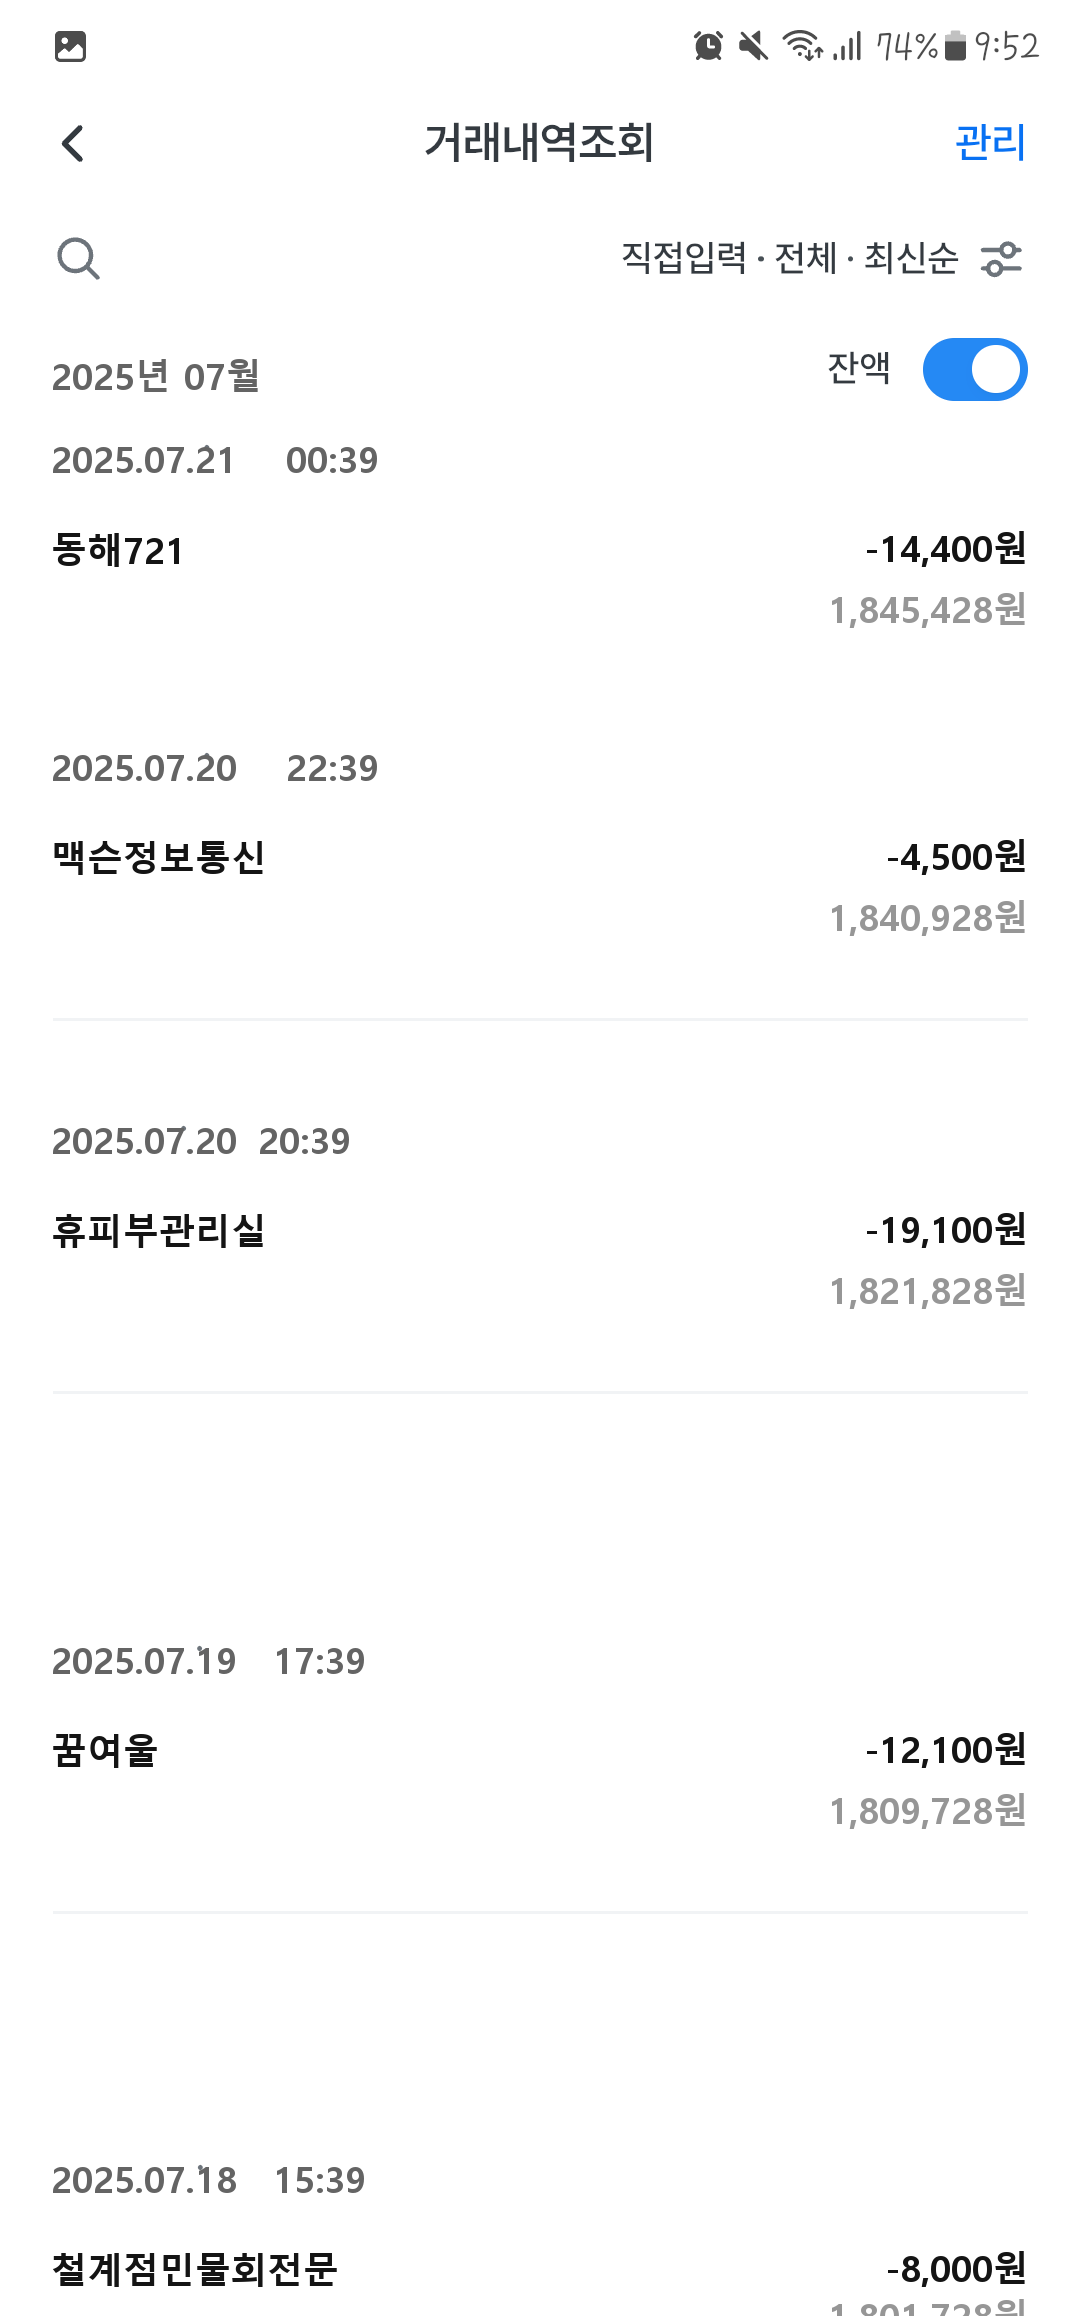 74% 9:52
거래내역조회 관리
직접입력 · 전체 · 최신순
잔액
2025년 07월
2025.07.21 00:39
동해721 -14,400원
1,845,428원
2025.07.20 22:39
맥슨정보통신 -4,500원
1,840,928원
2025.07.20 20:39
휴피부관리실 -19,100원
1,821,828원
2025.07.19 17:39
꿈여울 -12,100원
1,809,728원
2025.07.18 15:39
철계점민물회전문 -8,000원
1,801,728원